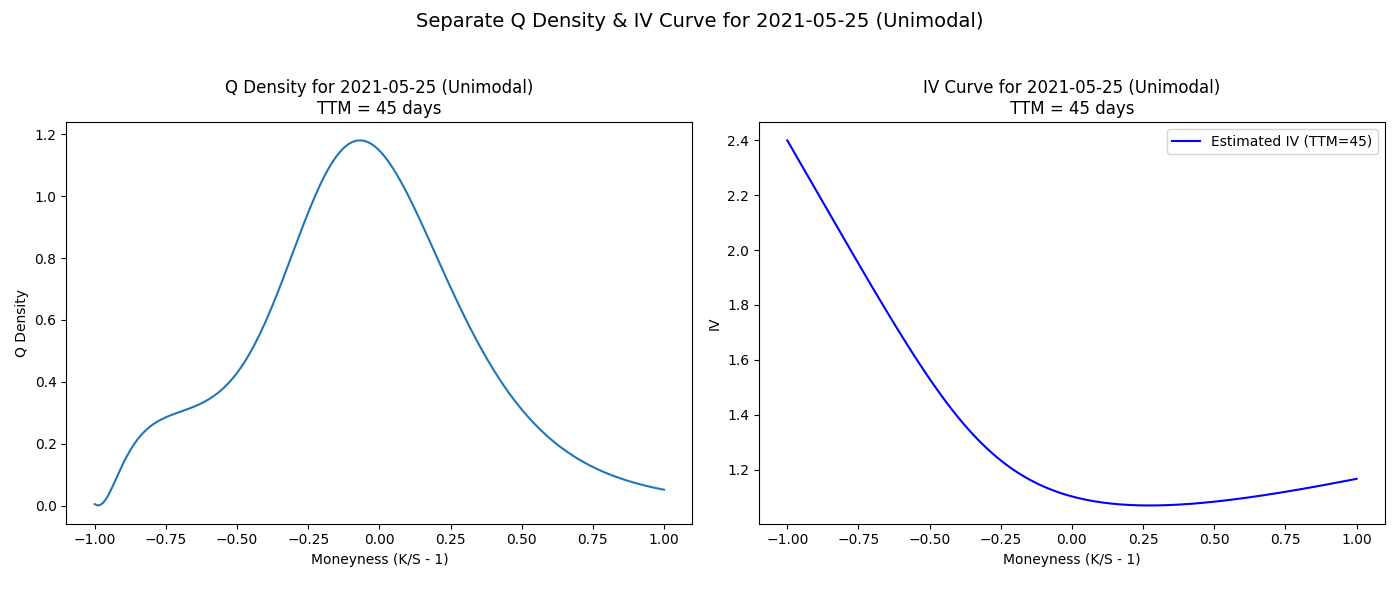 Separate Q Density & IV Curve for 2021-05-25 (Unimodal)
Q Density for 2021-05-25 (Unimodal)
TTM = 45 days
Q Density
1.2
1.0
0.8
0.6
0.4
0.2
0.0
−1.00 −0.75 −0.50 −0.25 0.00 0.25 0.50 0.75 1.00
Moneyness (K/S - 1)
IV Curve for 2021-05-25 (Unimodal)
TTM = 45 days
Estimated IV (TTM=45)
IV
2.4
2.2
2.0
1.8
1.6
1.4
1.2
−1.00 −0.75 −0.50 −0.25 0.00 0.25 0.50 0.75 1.00
Moneyness (K/S - 1)